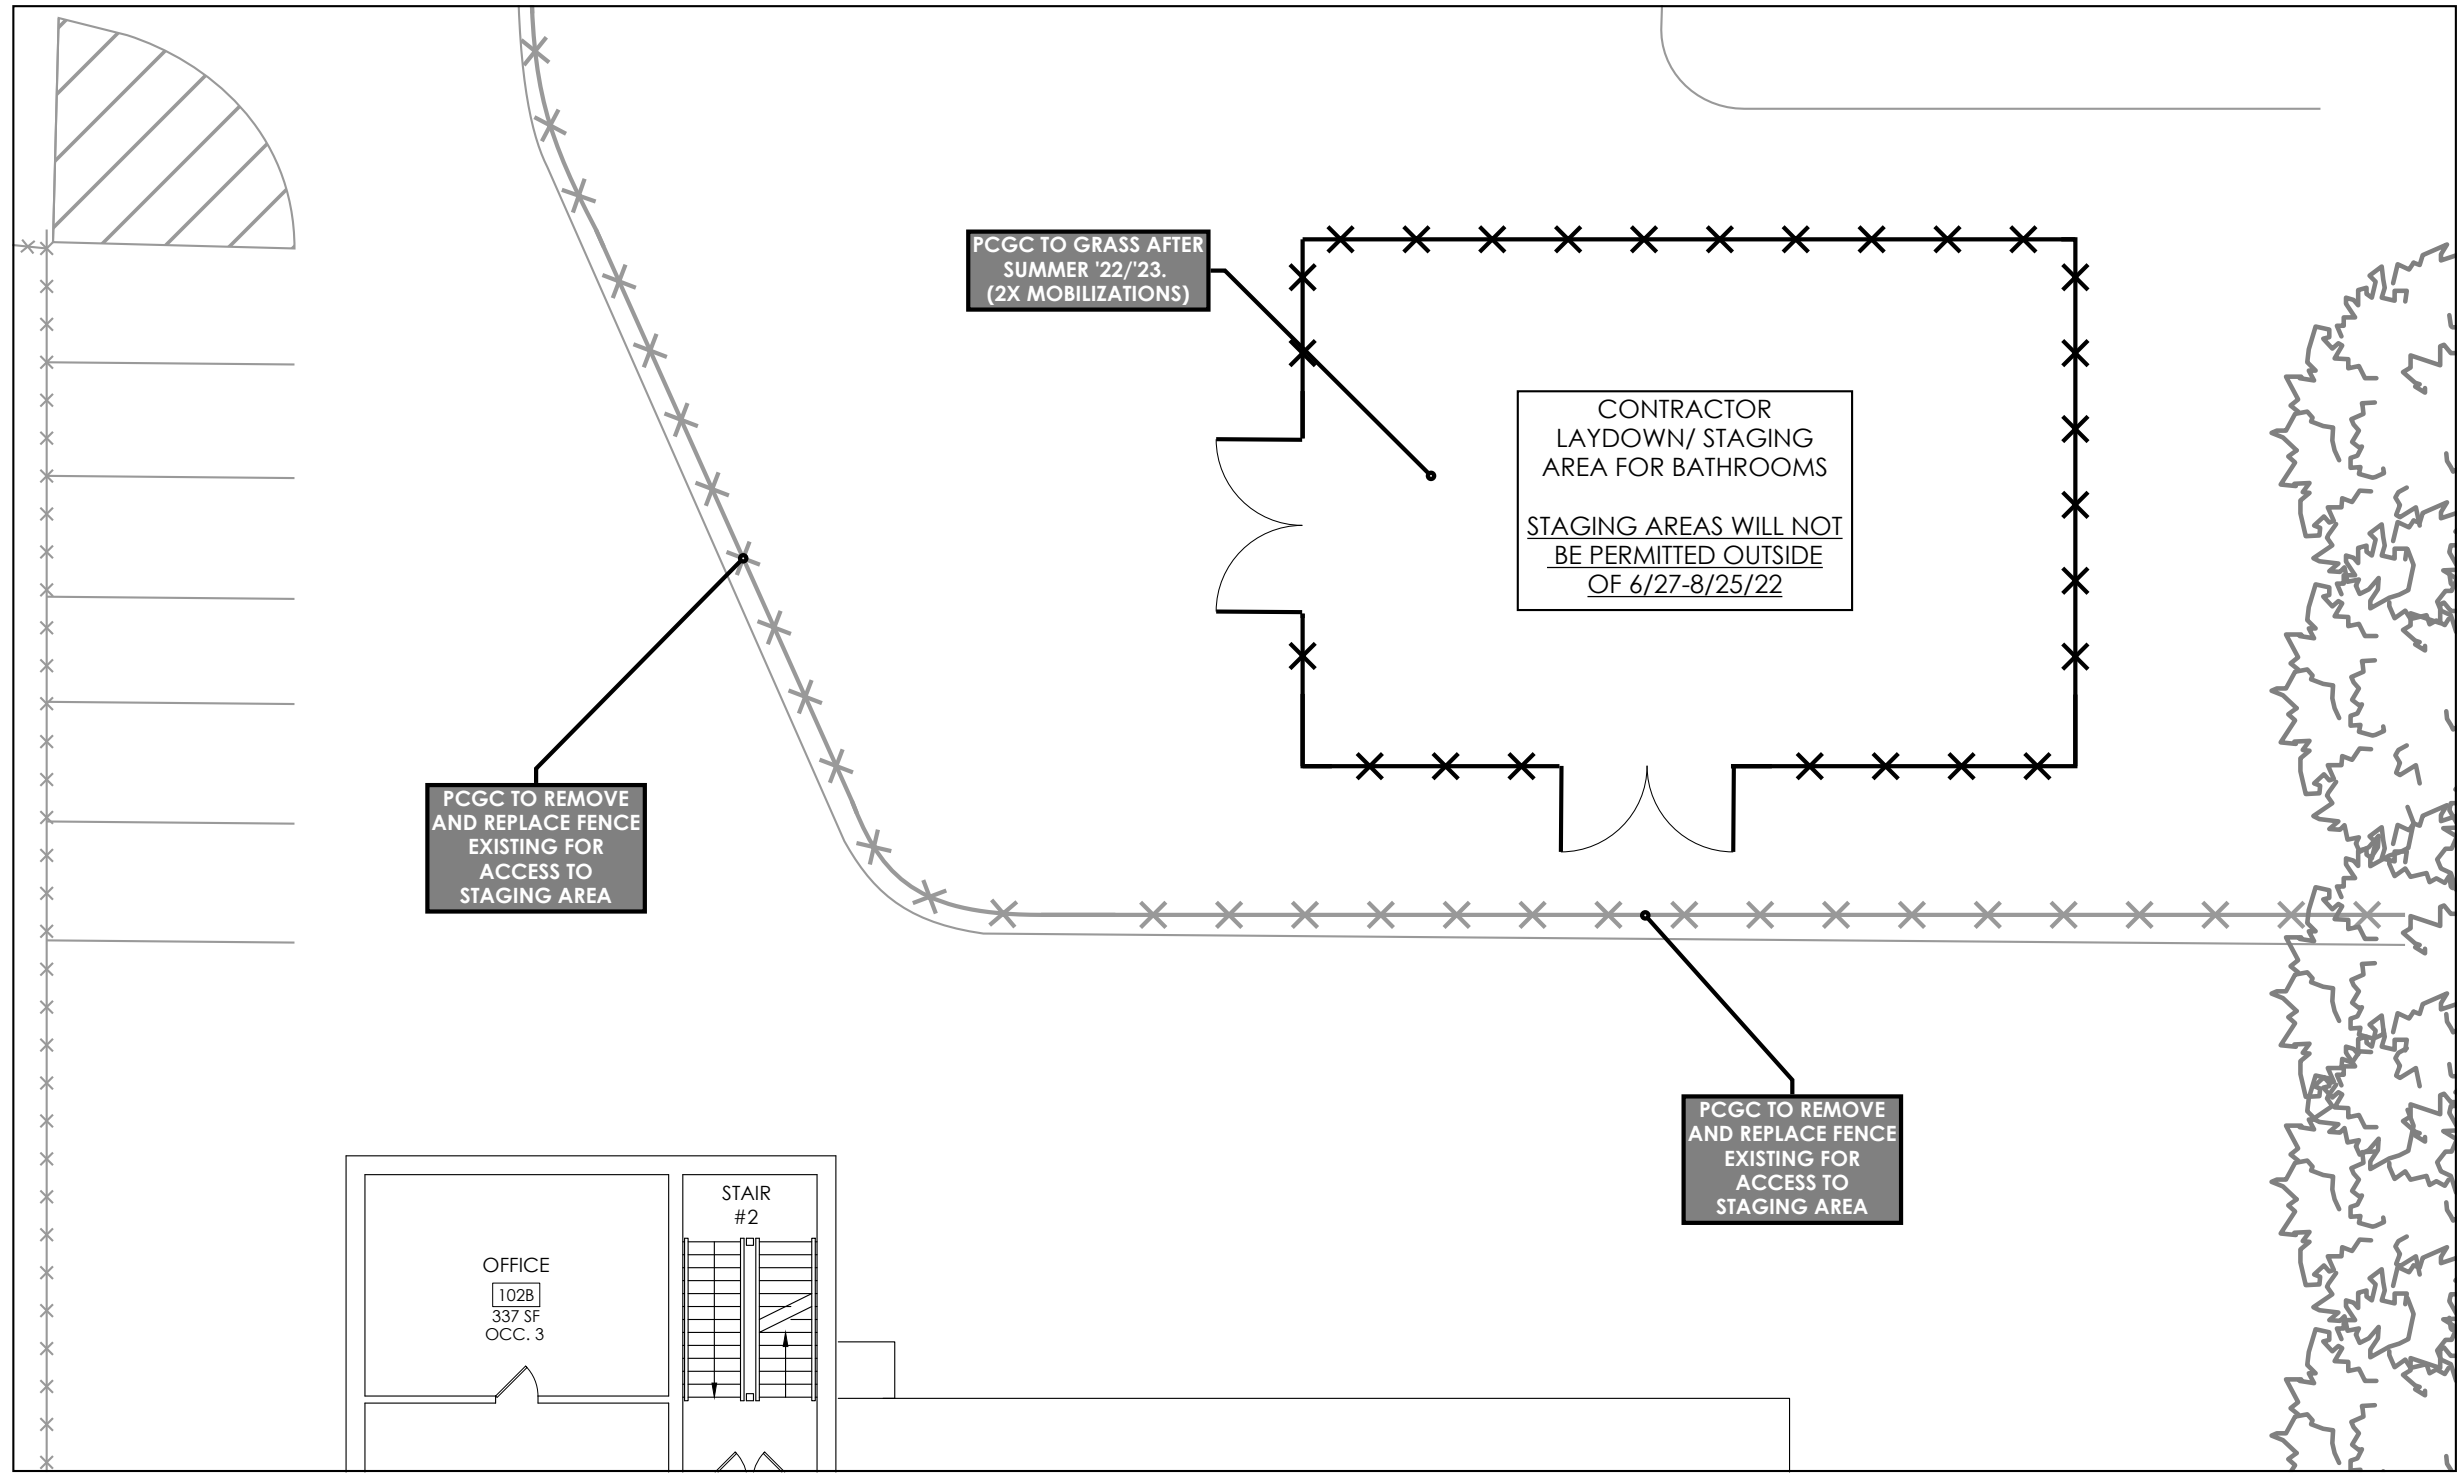 PCGC TO GRASS AFTER
SUMMER '22/'23.
(2X MOBILIZATIONS)
CONTRACTOR
LAYDOWN/ STAGING
AREA FOR BATHROOMS
STAGING AREAS WILL NOT
BE PERMITTED OUTSIDE
OF 6/27-8/25/22
PCGC TO REMOVE
AND REPLACE FENCE
EXISTING FOR
ACCESS TO
STAGING AREA
PCGC TO REMOVE
AND REPLACE FENCE
EXISTING FOR
ACCESS TO
STAGING AREA
STAIR
#2
OFFICE
102B
337 SF
OCC. 3